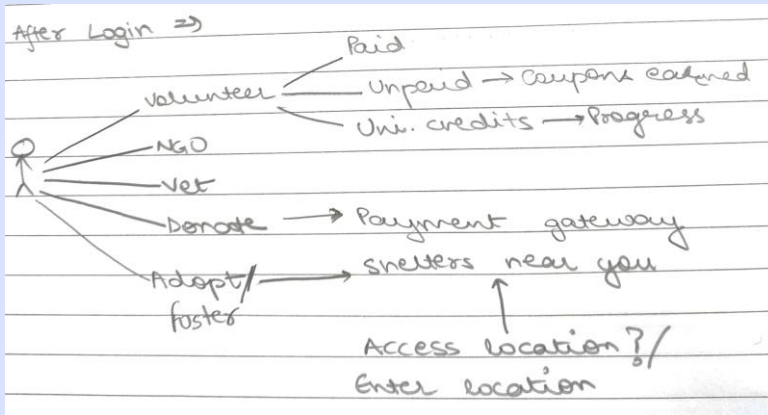 After Login ⇒
Paid
Volunteer
Unpaid → Coupons earned
Uni. credits → Progress
NGO
Vet
Donate → Payment gateway
Adopt/ → shelters near you
foster
Access location?/
Enter location